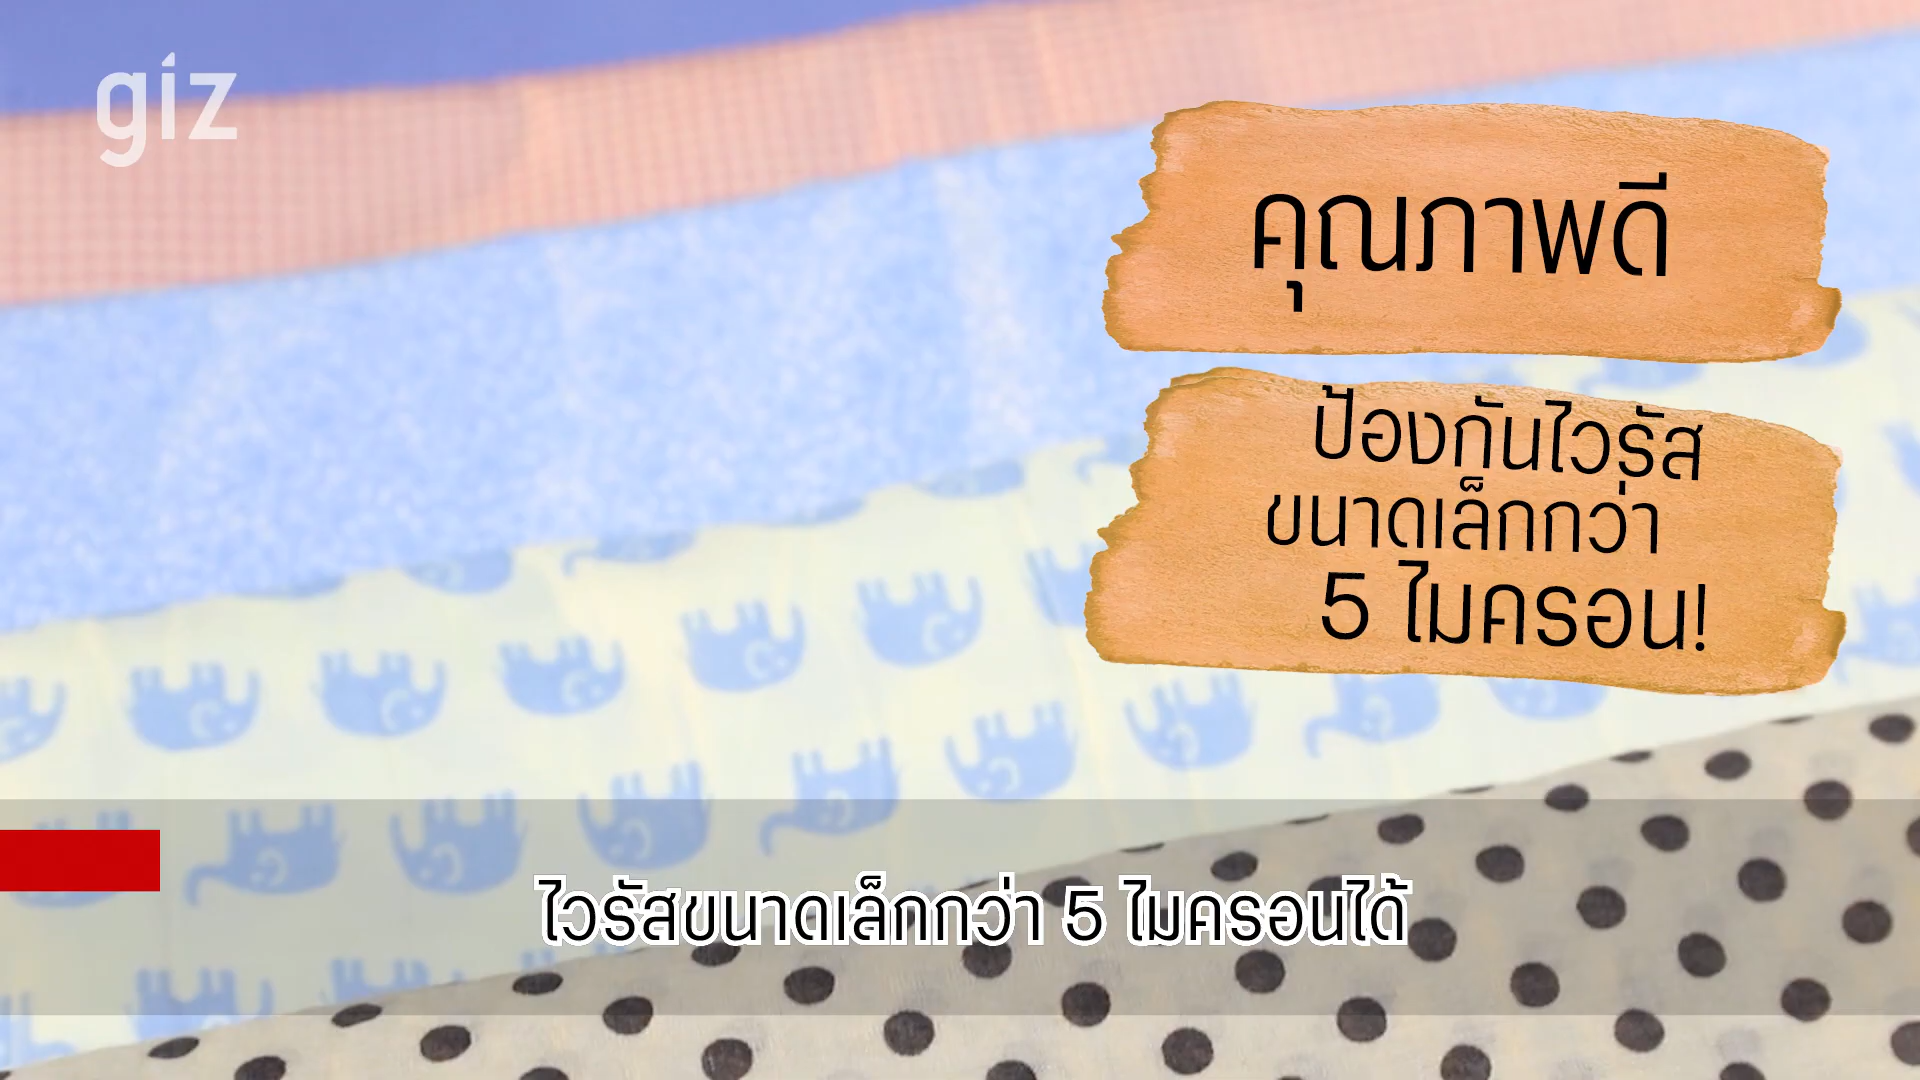 giz
คุณภาพดี
ป้องกันไวรัส
ขนาดเล็กกว่า
5 ไมครอน!
ไวรัสขนาดเล็กกว่า 5 ไมครอนได้